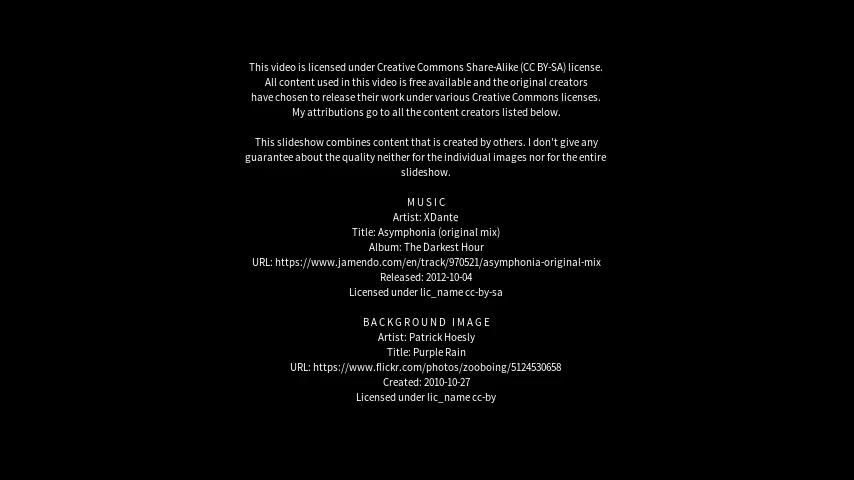 This video is licensed under Creative Commons Share-Alike (CC BY-SA) license.
All content used in this video is free available and the original creators
have chosen to release their work under various Creative Commons licenses.
My attributions go to all the content creators listed below.
This slideshow combines content that is created by others. I don't give any
guarantee about the quality neither for the individual images nor for the entire
slideshow.
MUSIC
Artist: XDante
Title: Asymphonia (original mix)
Album: The Darkest Hour
URL: https://www.jamendo.com/en/track/970521/asymphonia-original-mix
Released: 2012-10-04
Licensed under lic_name cc-by-sa
BACKGROUND IMAGE
Artist: Patrick Hoesly
Title: Purple Rain
URL: https://www.flickr.com/photos/zooboing/5124530658
Created: 2010-10-27
Licensed under lic_name cc-by